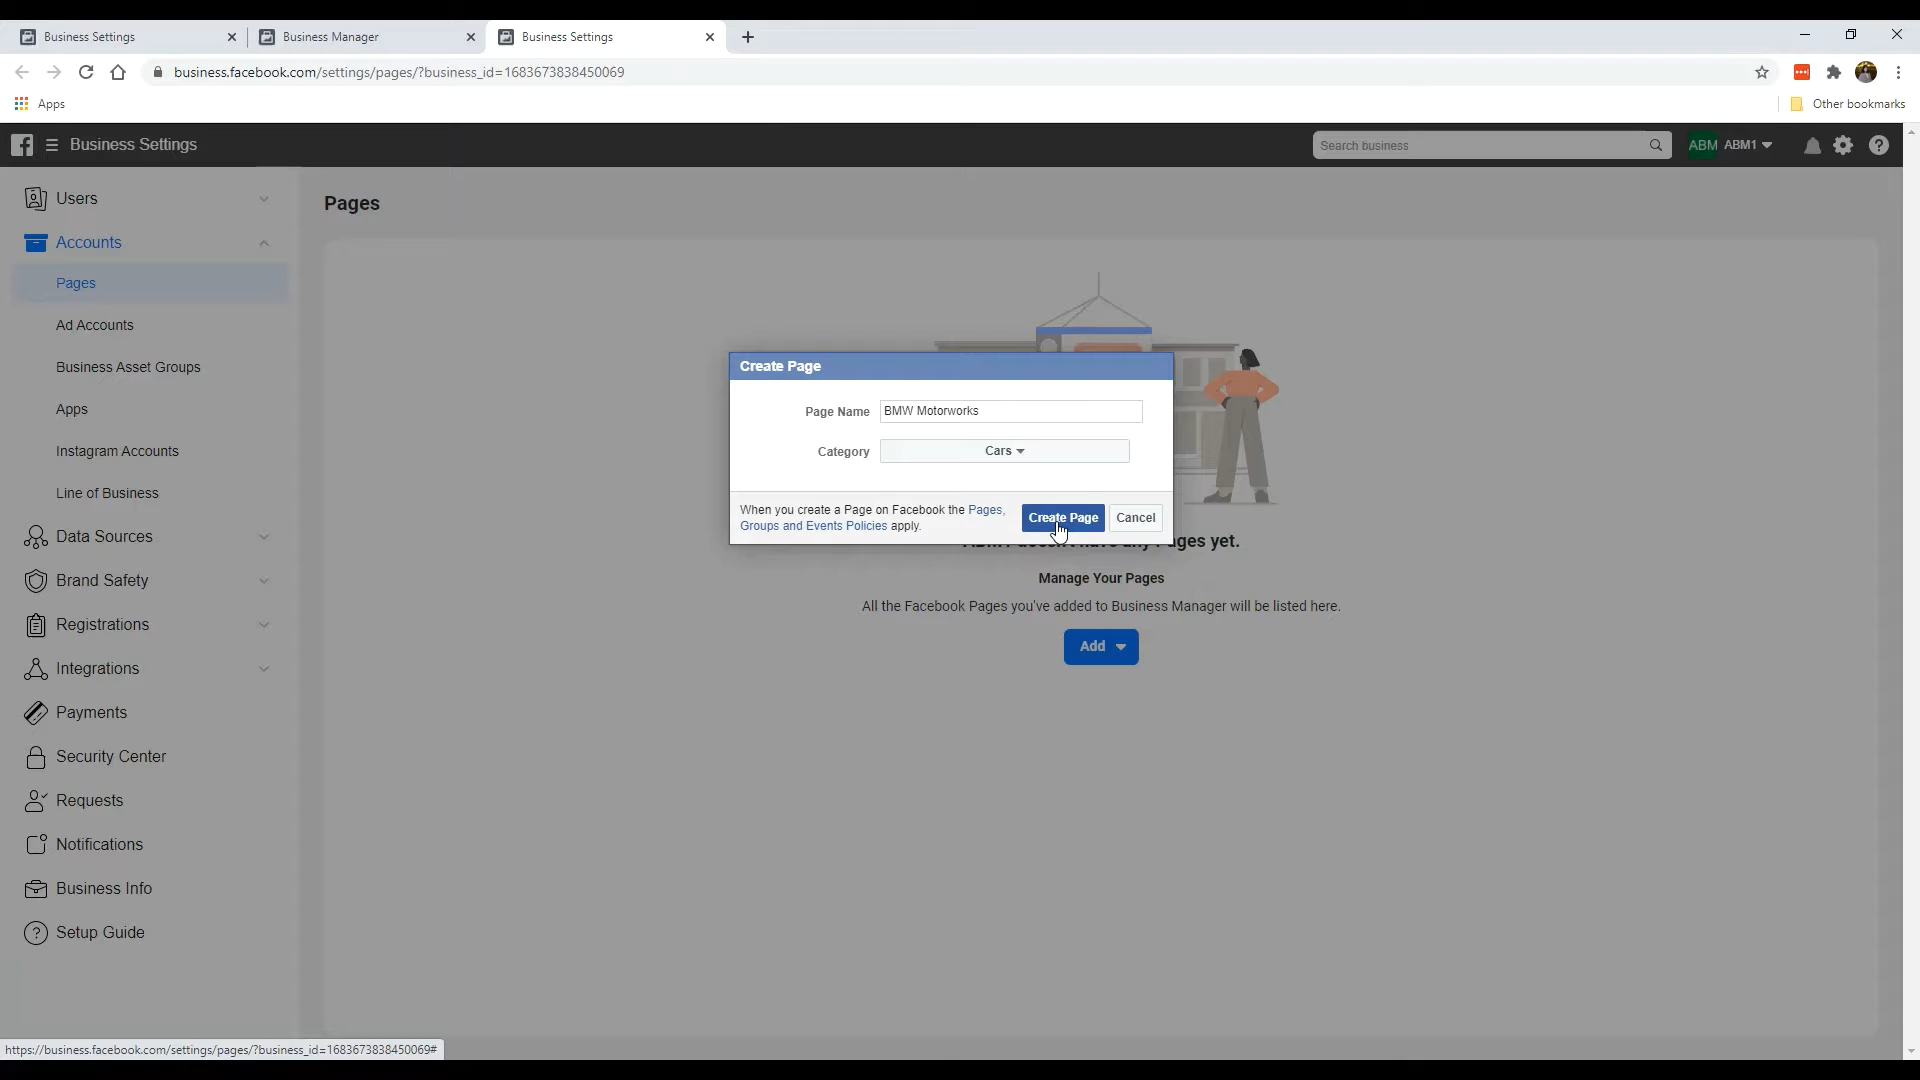 Business Settings
Business Manager
Business Settings
business.facebook.com/settings/pages/?business_id=1683673838450069
Apps
Other bookmarks
Business Settings
Search business
ABM
ABM1
Users
Accounts
Pages
Ad Accounts
Business Asset Groups
Apps
Instagram Accounts
Line of Business
Data Sources
Brand Safety
Registrations
Integrations
Payments
Security Center
Requests
Notifications
Business Info
Setup Guide
Pages
Create Page
Page Name
BMW Motorworks
Category
Cars
When you create a Page on Facebook the Pages,
Groups and Events Policies apply.
Create Page
Cancel
yet.
Manage Your Pages
All the Facebook Pages you've added to Business Manager will be listed here.
Add
https://business.facebook.com/settings/pages/?business_id=1683673838450069#